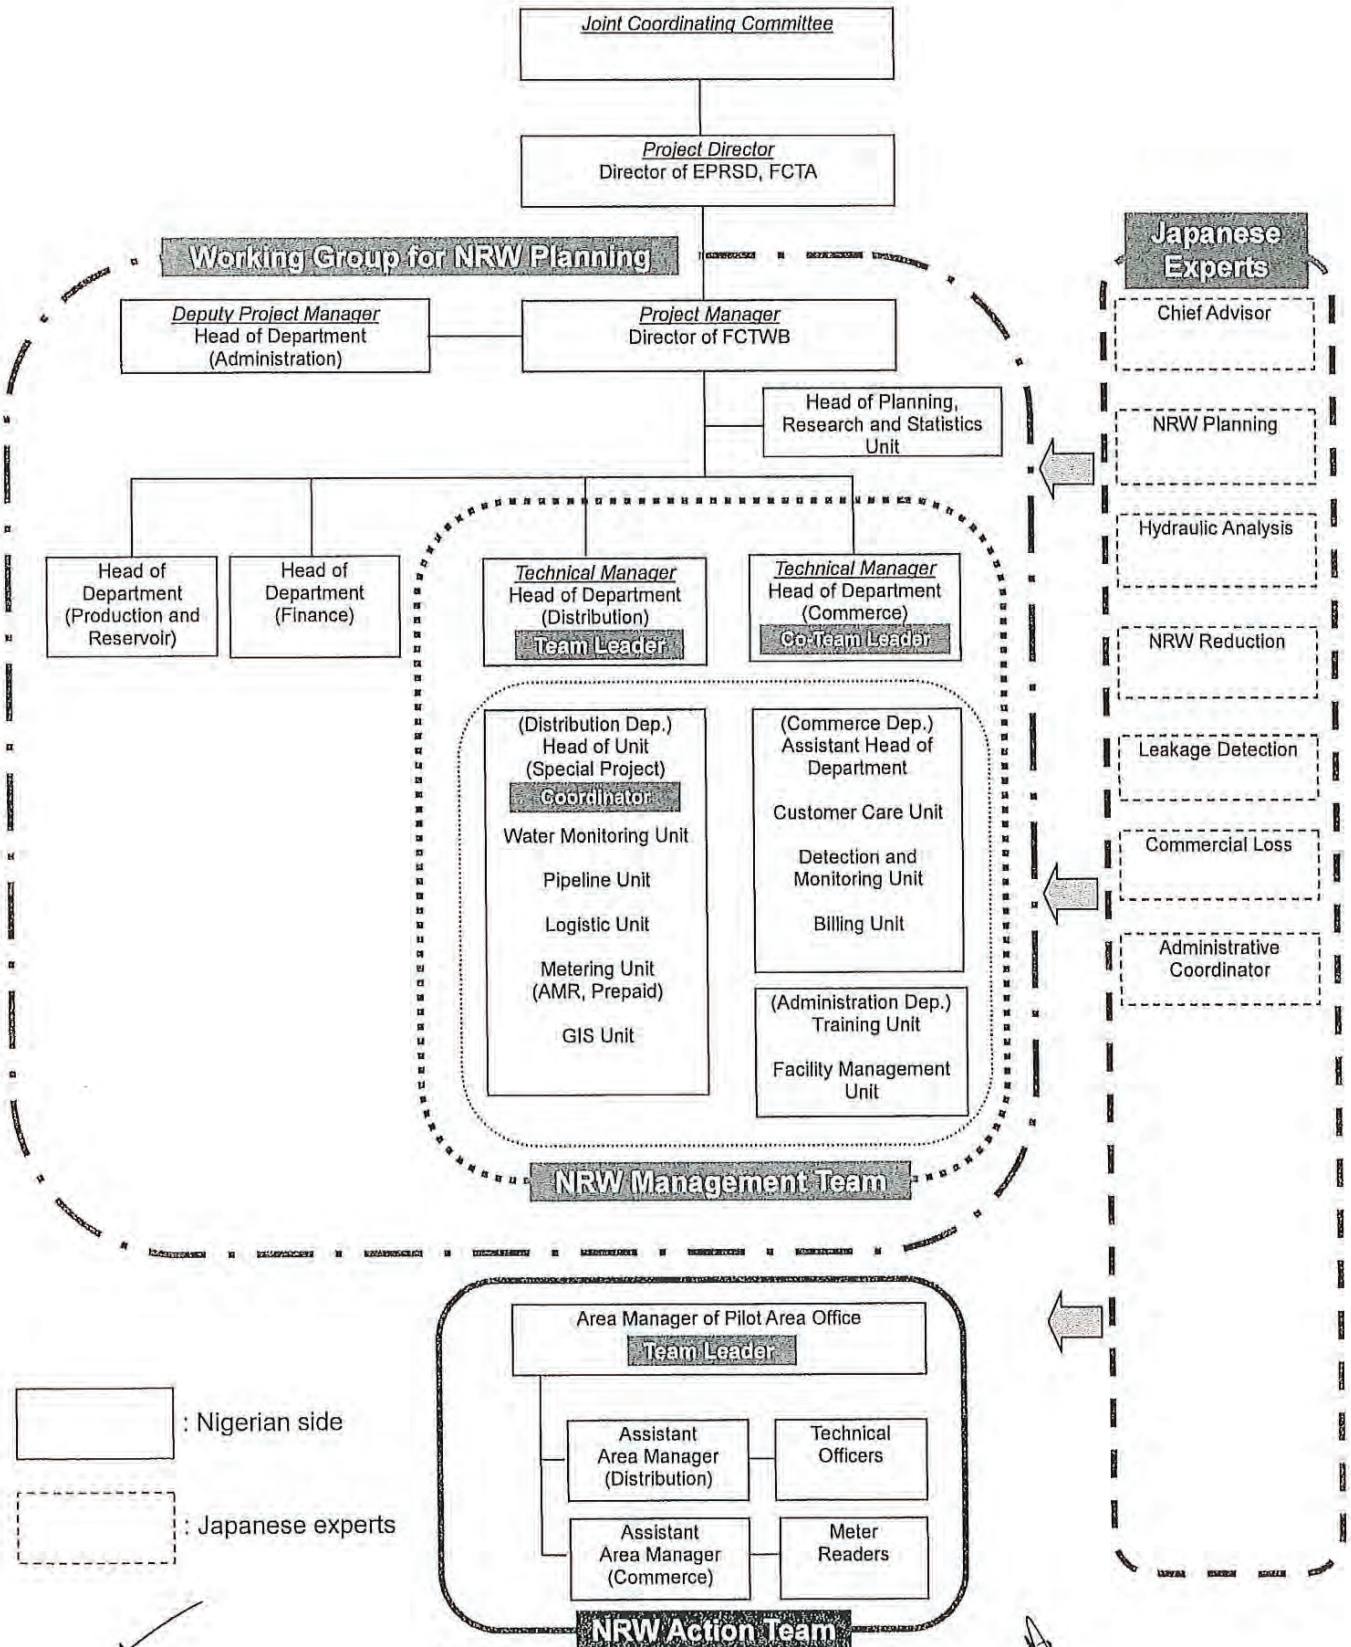 Joint Coordinating Committee
Project Director
Director of EPRSD, FCTA
Working Group for NRW Planning
Deputy Project Manager
Head of Department
(Administration)
Project Manager
Director of FCTWB
Head of Planning,
Research and Statistics
Unit
Head of
Department
(Production and
Reservoir)
Head of
Department
(Finance)
Technical Manager
Head of Department
(Distribution)
Team Leader
Technical Manager
Head of Department
(Commerce)
Co-Team Leader
(Distribution Dep.)
Head of Unit
(Special Project)
Coordinator
Water Monitoring Unit
Pipeline Unit
Logistic Unit
Metering Unit
(AMR, Prepaid)
GIS Unit
(Commerce Dep.)
Assistant Head of
Department
Customer Care Unit
Detection and
Monitoring Unit
Billing Unit
(Administration Dep.)
Training Unit
Facility Management
Unit
NRW Management Team
Japanese
Experts
Chief Advisor
NRW Planning
Hydraulic Analysis
NRW Reduction
Leakage Detection
Commercial Loss
Administrative
Coordinator
Area Manager of Pilot Area Office
Team Leader
Assistant
Area Manager
(Distribution)
Technical
Officers
Assistant
Area Manager
(Commerce)
Meter
Readers
NRW Action Team
: Nigerian side
: Japanese experts